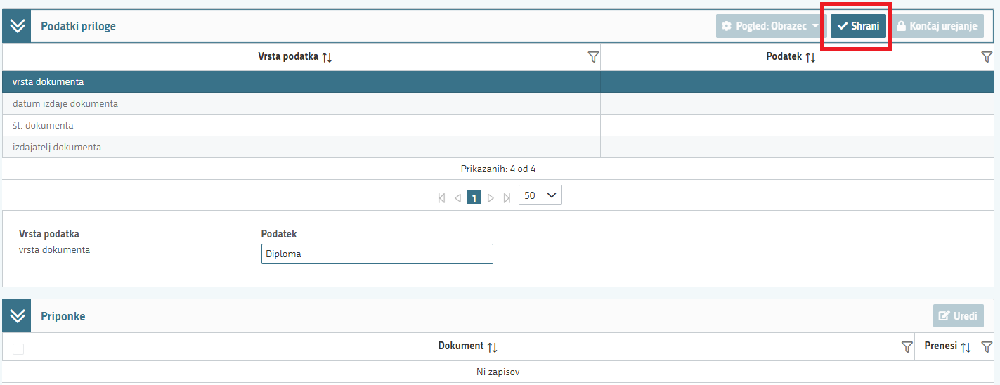 Podatki priloge Pogled: Obrazec Shrani Končaj urejanje
Vrsta podatka Podatek
vrsta dokumenta
datum izdaje dokumenta
št. dokumenta
izdajatelj dokumenta
Prikazanih: 4 od 4
1 50
Vrsta podatka Podatek
vrsta dokumenta Diploma
Priponke Uredi
Dokument Prenesi
Ni zapisov